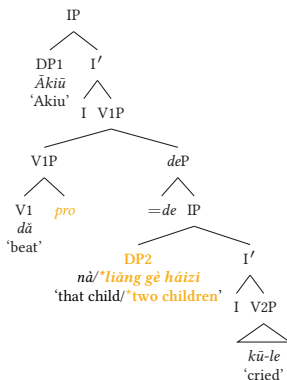 IP
DP1 I′
Ākiū
‘Akiu’
I V1P
V1P deP
V1 pro =de IP
dǎ
‘beat’
DP2 I′
nà/*liǎng gè háizi
‘that child/*two children’
I V2P
kū-le
‘cried’